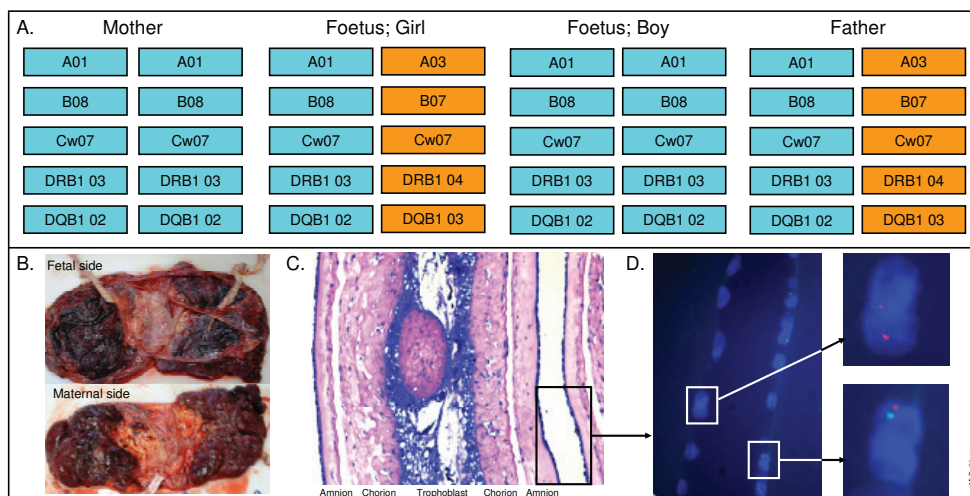 A.
Mother Foetus; Girl Foetus; Boy Father
A01 A01 A01 A03 A01 A01 A01 A03
B08 B08 B08 B07 B08 B08 B08 B07
Cw07 Cw07 Cw07 Cw07 Cw07 Cw07 Cw07 Cw07
DRB1 03 DRB1 03 DRB1 03 DRB1 04 DRB1 03 DRB1 03 DRB1 03 DRB1 04
DQB1 02 DQB1 02 DQB1 02 DQB1 03 DQB1 02 DQB1 02 DQB1 02 DQB1 03
B.
Fetal side
Maternal side
C.
Amnion Chorion Trophoblast Chorion Amnion
D.